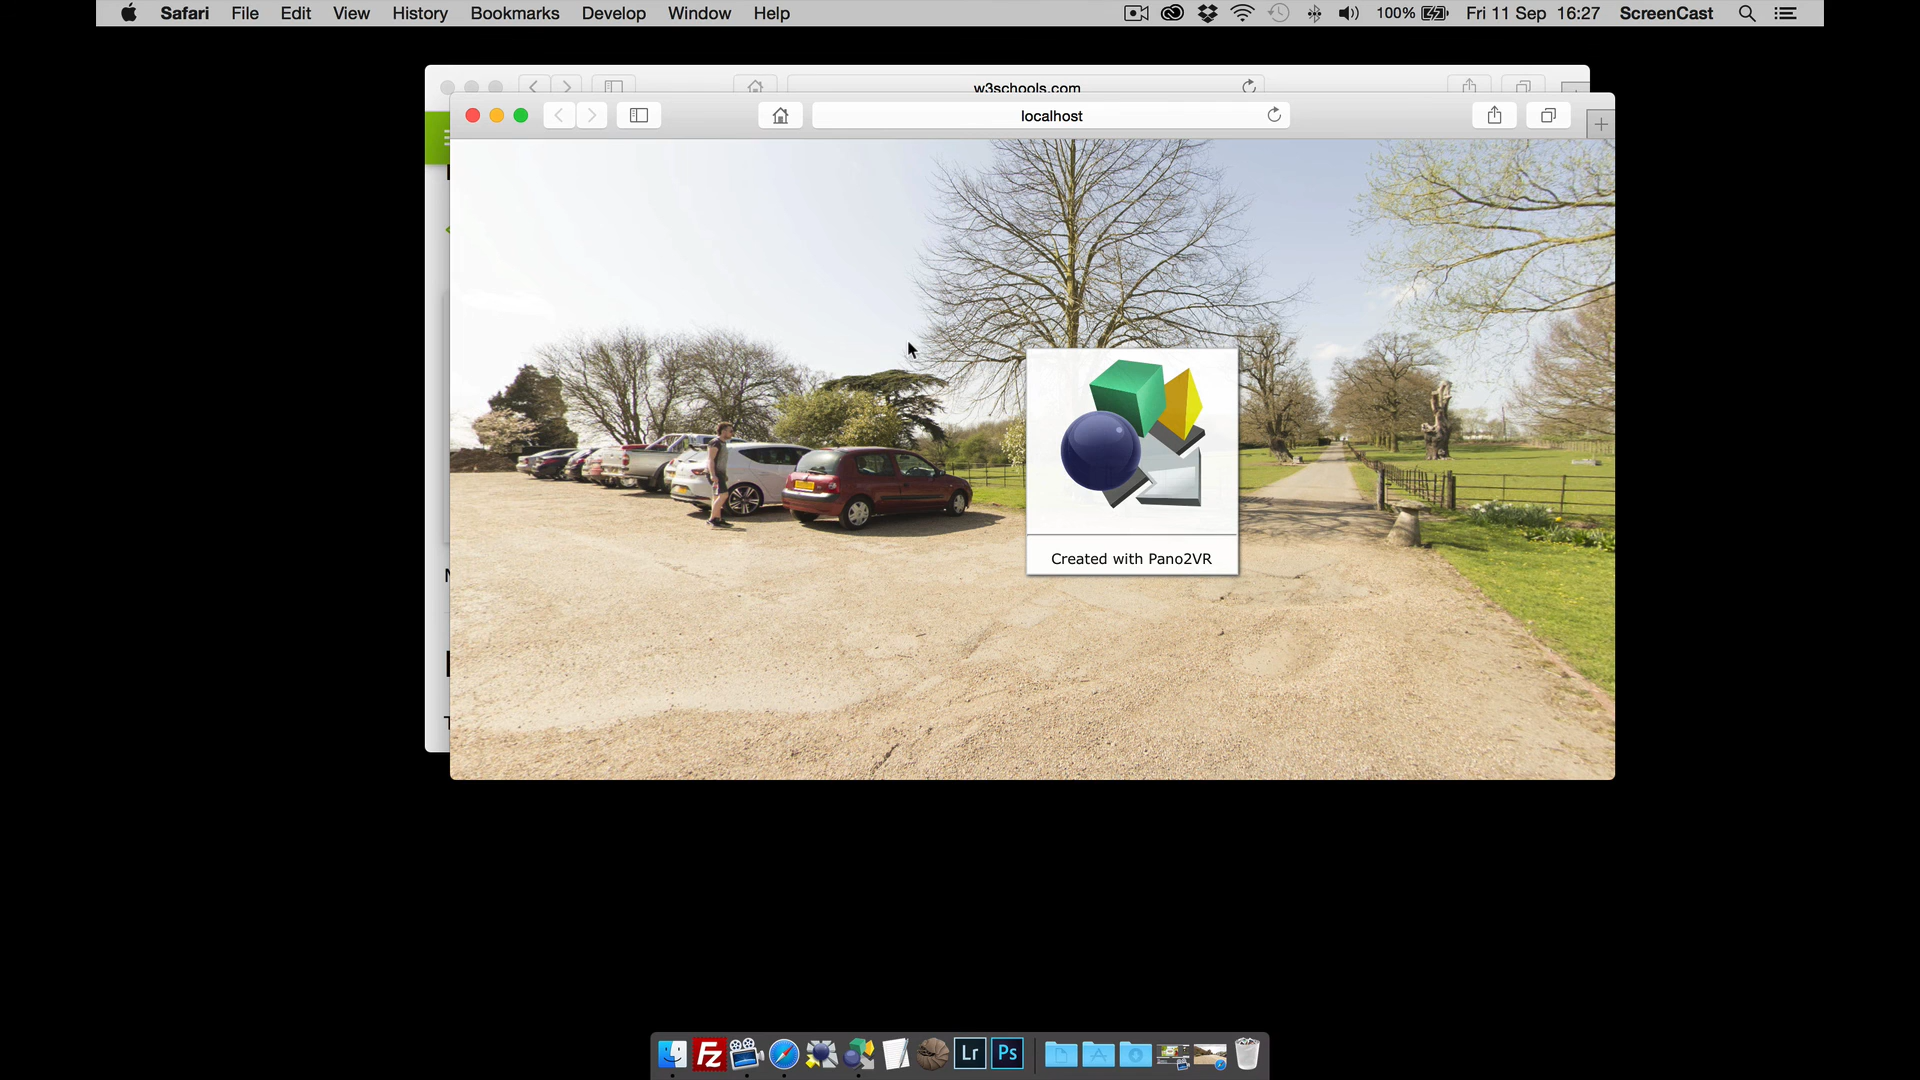 Safari File Edit View History Bookmarks Develop Window Help 100% Fri 11 Sep 16:27 ScreenCast
w3schools.com
localhost
Created with Pano2VR
Fz Lr Ps